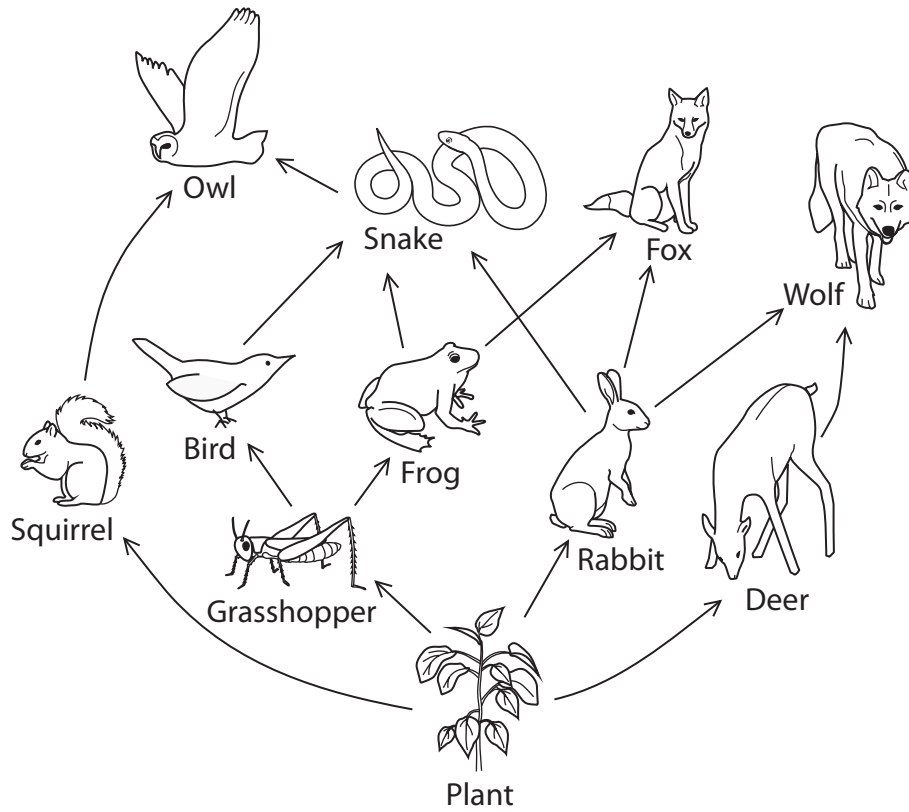 Owl
Snake
Fox
Wolf
Bird
Frog
Squirrel
Rabbit
Grasshopper
Deer
Plant